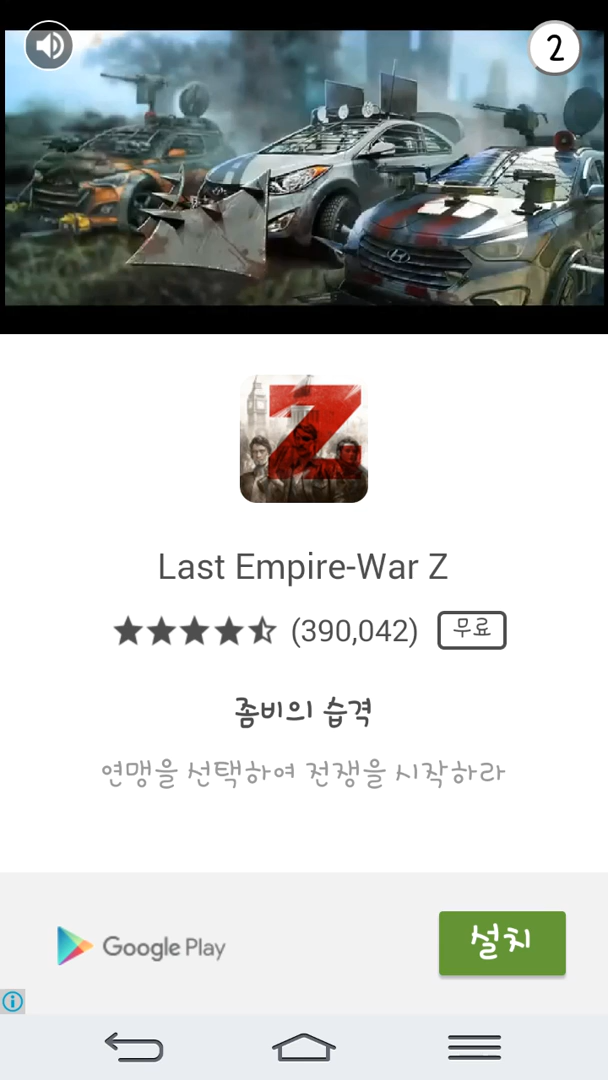 2
Z
Last Empire-War Z
(390,042) 무료
좀비의 습격
연맹을 선택하여 전쟁을 시작하라
Google Play
설치